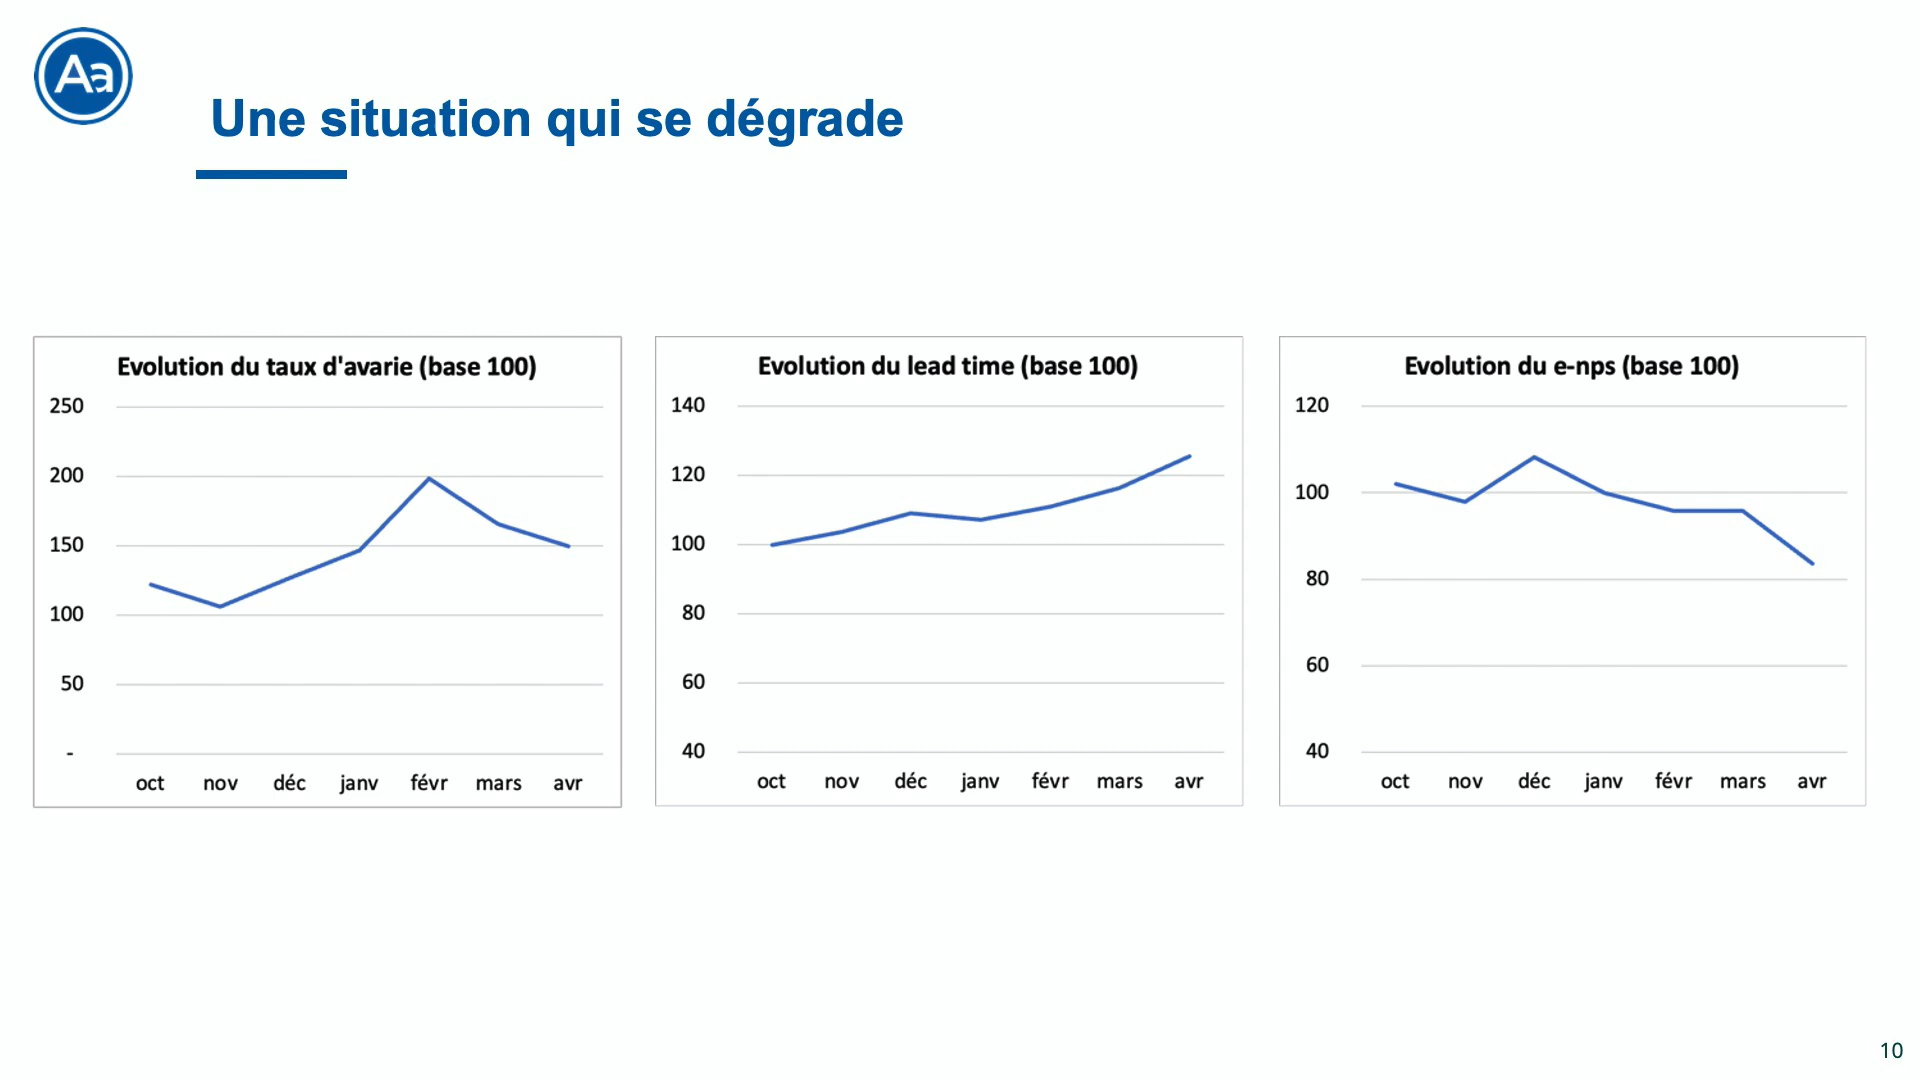 Aa
Une situation qui se dégrade
Evolution du taux d'avarie (base 100)
250
200
150
100
50
-
oct nov déc janv févr mars avr
Evolution du lead time (base 100)
140
120
100
80
60
40
oct nov déc janv févr mars avr
Evolution du e-nps (base 100)
120
100
80
60
40
oct nov déc janv févr mars avr
10